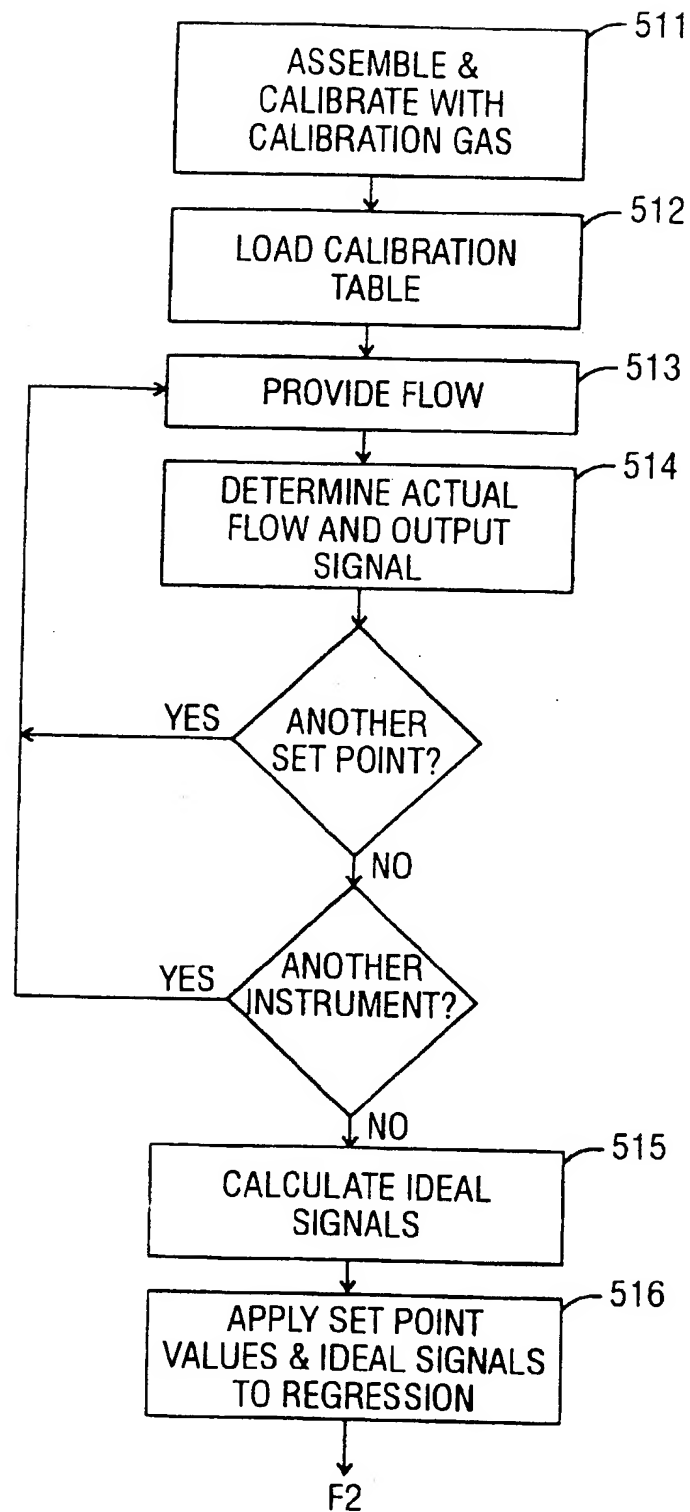 511
ASSEMBLE &
CALIBRATE WITH
CALIBRATION GAS
512
LOAD CALIBRATION
TABLE
513
PROVIDE FLOW
514
DETERMINE ACTUAL
FLOW AND OUTPUT
SIGNAL
YES
ANOTHER
SET POINT?
NO
YES
ANOTHER
INSTRUMENT?
NO
515
CALCULATE IDEAL
SIGNALS
516
APPLY SET POINT
VALUES & IDEAL SIGNALS
TO REGRESSION
F2